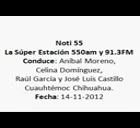 Noti 55
La Súper Estación 550am y 91.3FM
Conduce: Aníbal Moreno,
Celina Domínguez,
Raúl García y José Luis Castillo
Cuauhtémoc Chihuahua.
Fecha: 14-11-2012